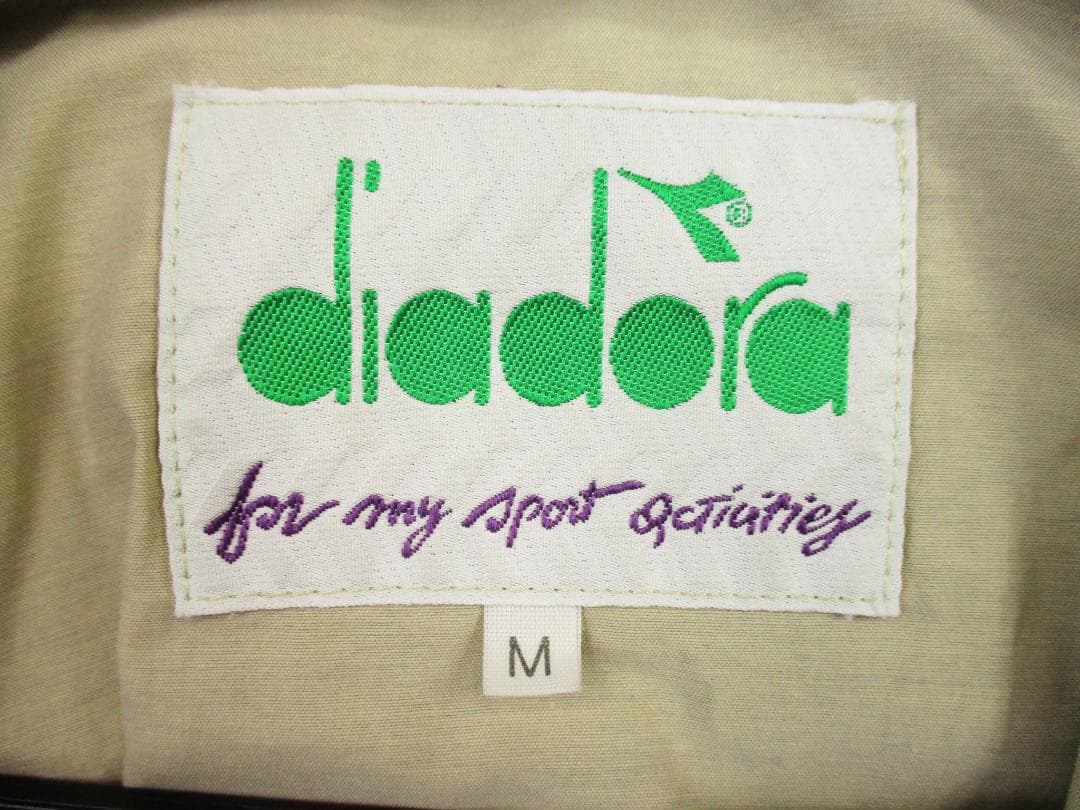 diadora®
for my sport activities
M